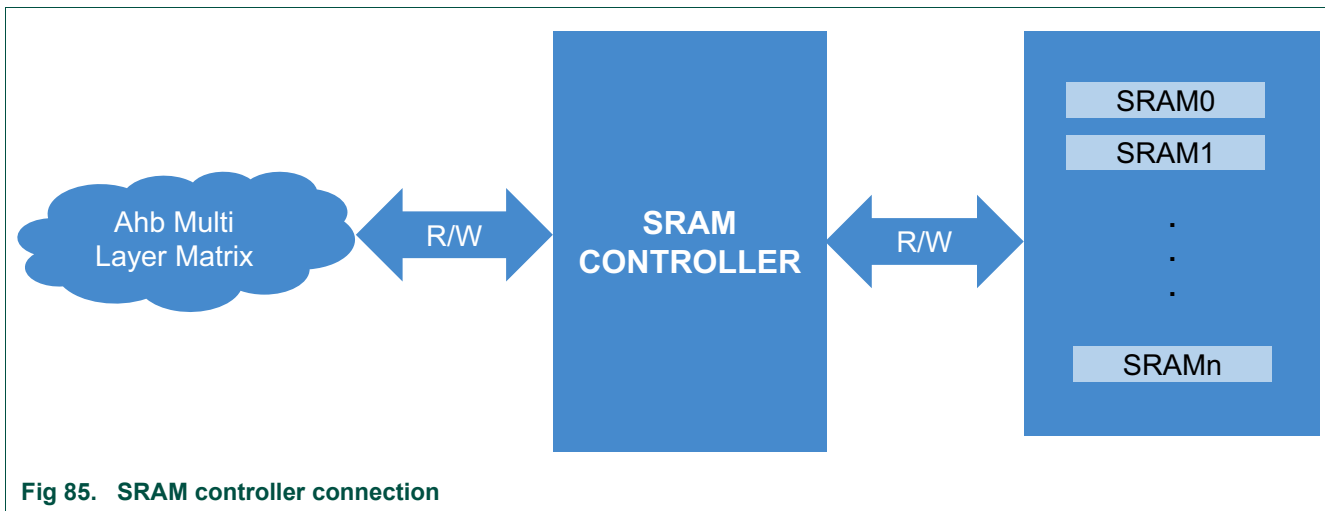 Ahb Multi
Layer Matrix
R/W
SRAM
CONTROLLER
R/W
SRAM0
SRAM1
.
.
.
SRAMn
Fig 85. SRAM controller connection